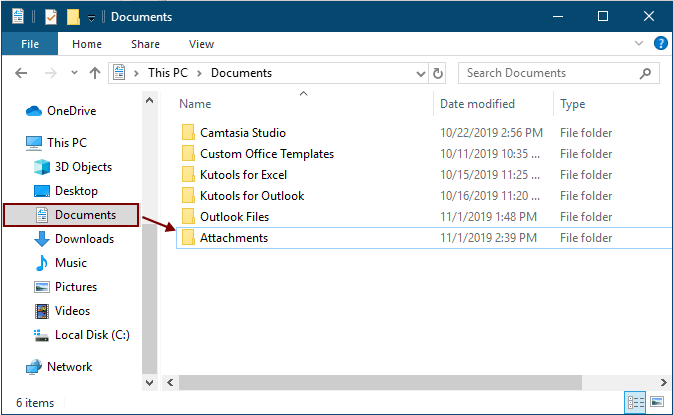 Documents
File Home Share View
This PC Documents Search Documents
OneDrive
This PC
3D Objects
Desktop
Documents
Downloads
Music
Pictures
Videos
Local Disk (C:)
Network
Name Date modified Type
Camtasia Studio 10/22/2019 2:56 PM File folder
Custom Office Templates 10/11/2019 10:35 ... File folder
Kutools for Excel 10/15/2019 11:25 ... File folder
Kutools for Outlook 10/16/2019 11:20 ... File folder
Outlook Files 11/1/2019 1:48 PM File folder
Attachments 11/1/2019 2:39 PM File folder
6 items